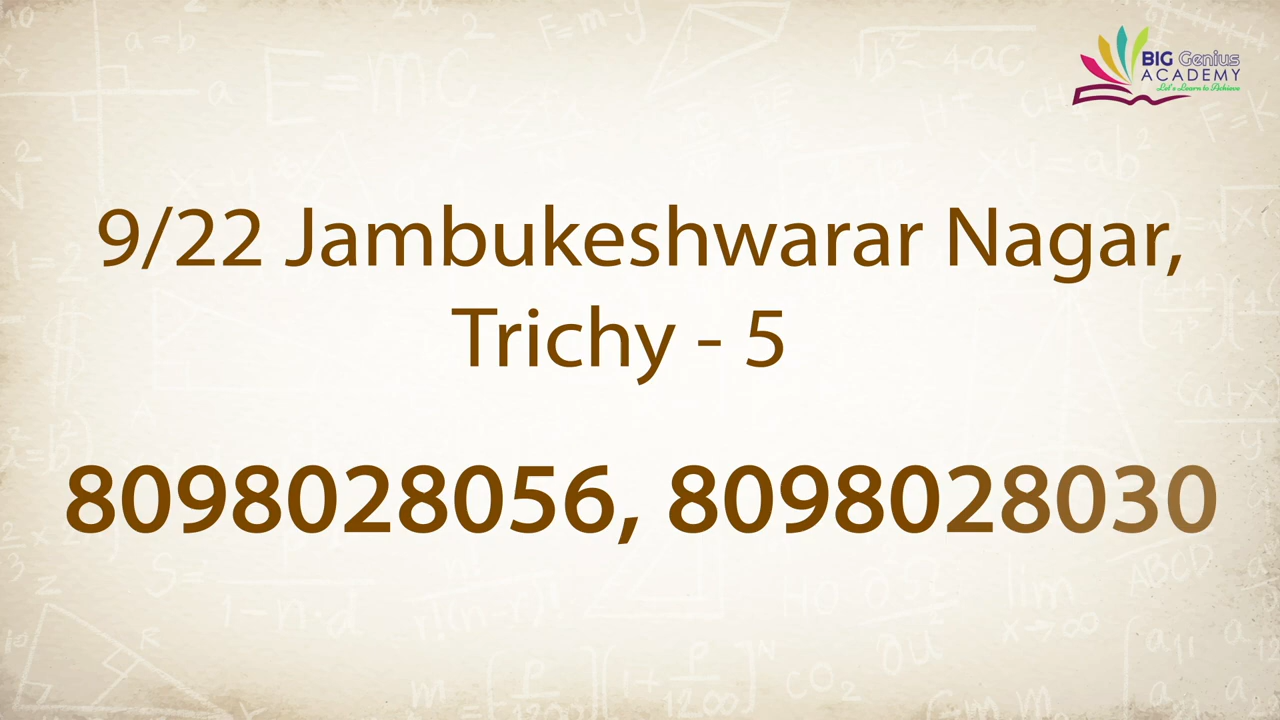 BIG Genius
ACADEMY
Let's Learn to Achieve
9/22 Jambukeshwarar Nagar,
Trichy - 5
8098028056, 8098028030